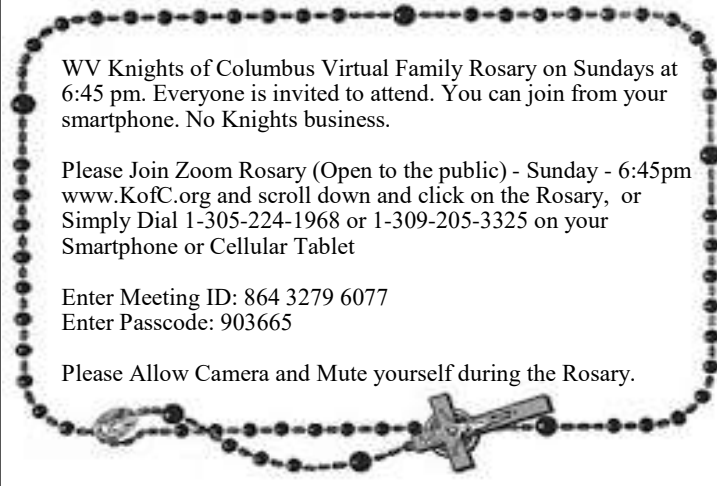 WV Knights of Columbus Virtual Family Rosary on Sundays at
6:45 pm. Everyone is invited to attend. You can join from your
smartphone. No Knights business.
Please Join Zoom Rosary (Open to the public) - Sunday - 6:45pm
www.KofC.org and scroll down and click on the Rosary,  or
Simply Dial 1-305-224-1968 or 1-309-205-3325 on your
Smartphone or Cellular Tablet
Enter Meeting ID: 864 3279 6077
Enter Passcode: 903665
Please Allow Camera and Mute yourself during the Rosary.